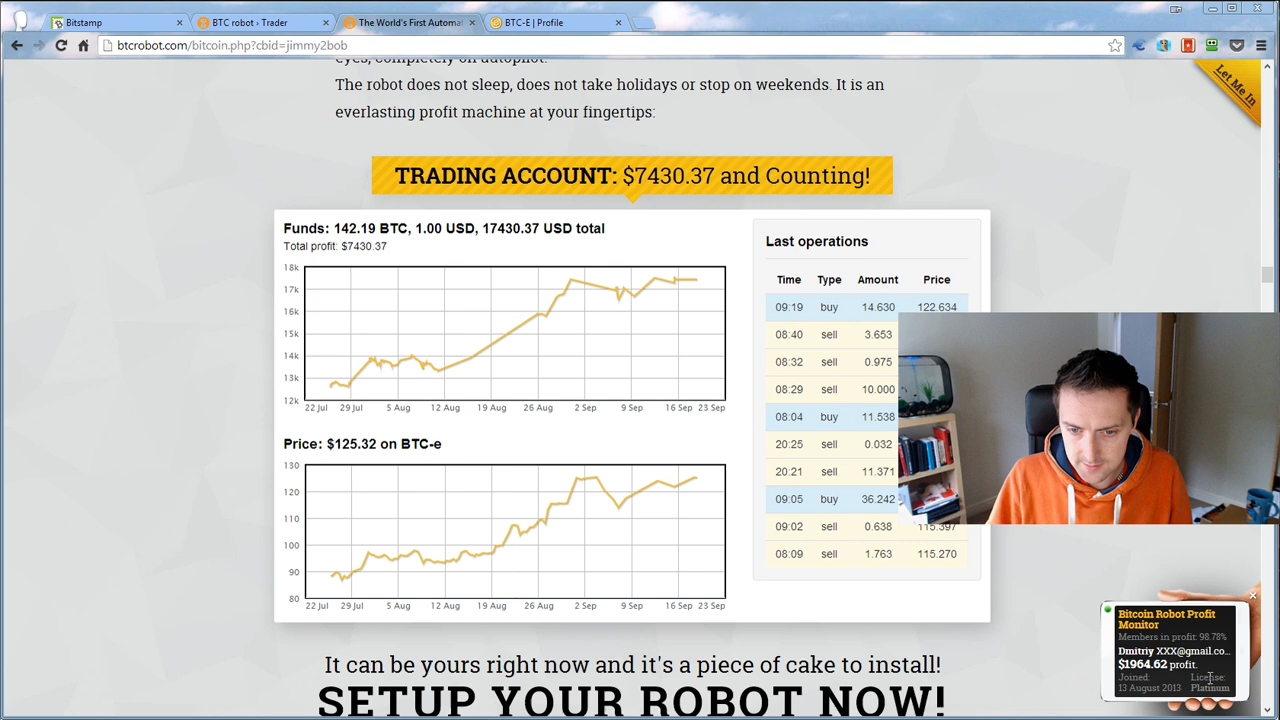 Bitstamp
BTC robot › Trader
The World's First Automat
BTC-E | Profile
btcrobot.com/bitcoin.php?cbid=jimmy2bob
eyes, completely on autopilot.
The robot does not sleep, does not take holidays or stop on weekends. It is an
everlasting profit machine at your fingertips:
Let Me In
TRADING ACCOUNT: $7430.37 and Counting!
Funds: 142.19 BTC, 1.00 USD, 17430.37 USD total
Total profit: $7430.37
18k
17k
16k
15k
14k
13k
12k
22 Jul 29 Jul 5 Aug 12 Aug 19 Aug 26 Aug 2 Sep 9 Sep 16 Sep 23 Sep
Price: $125.32 on BTC-e
130
120
110
100
90
80
22 Jul 29 Jul 5 Aug 12 Aug 19 Aug 26 Aug 2 Sep 9 Sep 16 Sep 23 Sep
Last operations
Time Type Amount Price
09:19 buy 14.630 122.634
08:40 sell 3.653
08:32 sell 0.975
08:29 sell 10.000
08:04 buy 11.538
20:25 sell 0.032
20:21 sell 11.371
09:05 buy 36.242
09:02 sell 0.638 115.397
08:09 sell 1.763 115.270
It can be yours right now and it's a piece of cake to install!
SETUP YOUR ROBOT NOW!
Bitcoin Robot Profit
Monitor
Members in profit: 98.78%
Dmitriy XXX@gmail.co...
$1964.62 profit.
Joined: License:
13 August 2013 Platinum